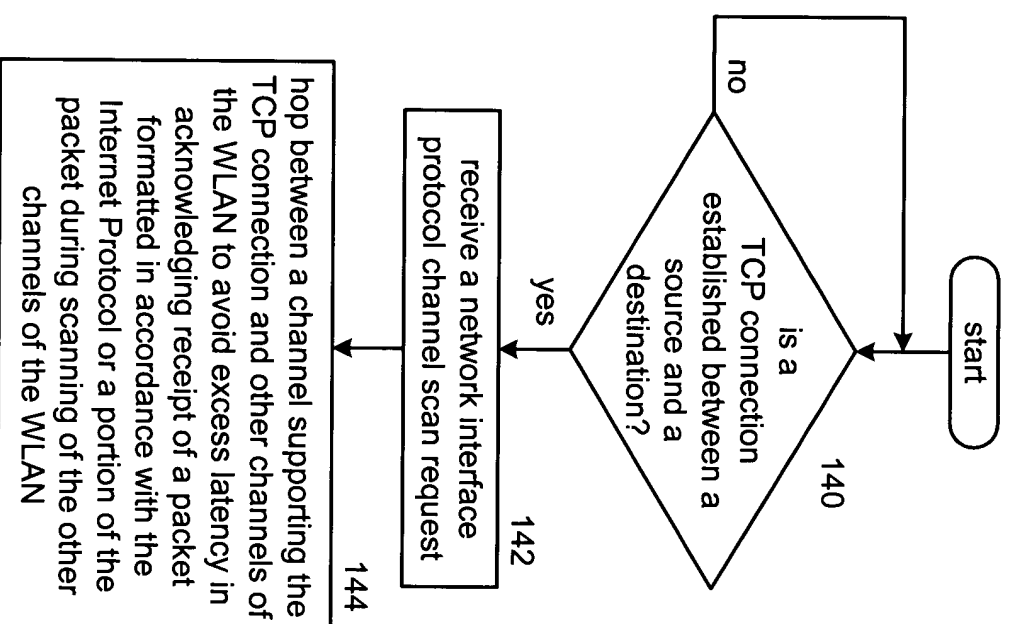 start
is a
TCP connection
established between a
source and a
destination?
140
no
yes
receive a network interface
protocol channel scan request
142
hop between a channel supporting the
TCP connection and other channels of
the WLAN to avoid excess latency in
acknowledging receipt of a packet
formatted in accordance with the
Internet Protocol or a portion of the
packet during scanning of the other
channels of the WLAN
144